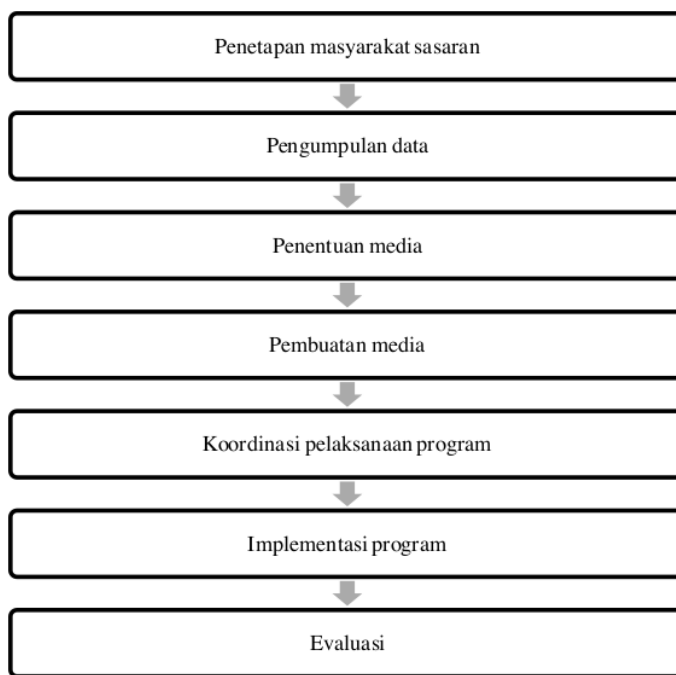 Penetapan masyarakat sasaran
Pengumpulan data
Penentuan media
Pembuatan media
Koordinasi pelaksanaan program
Implementasi program
Evaluasi